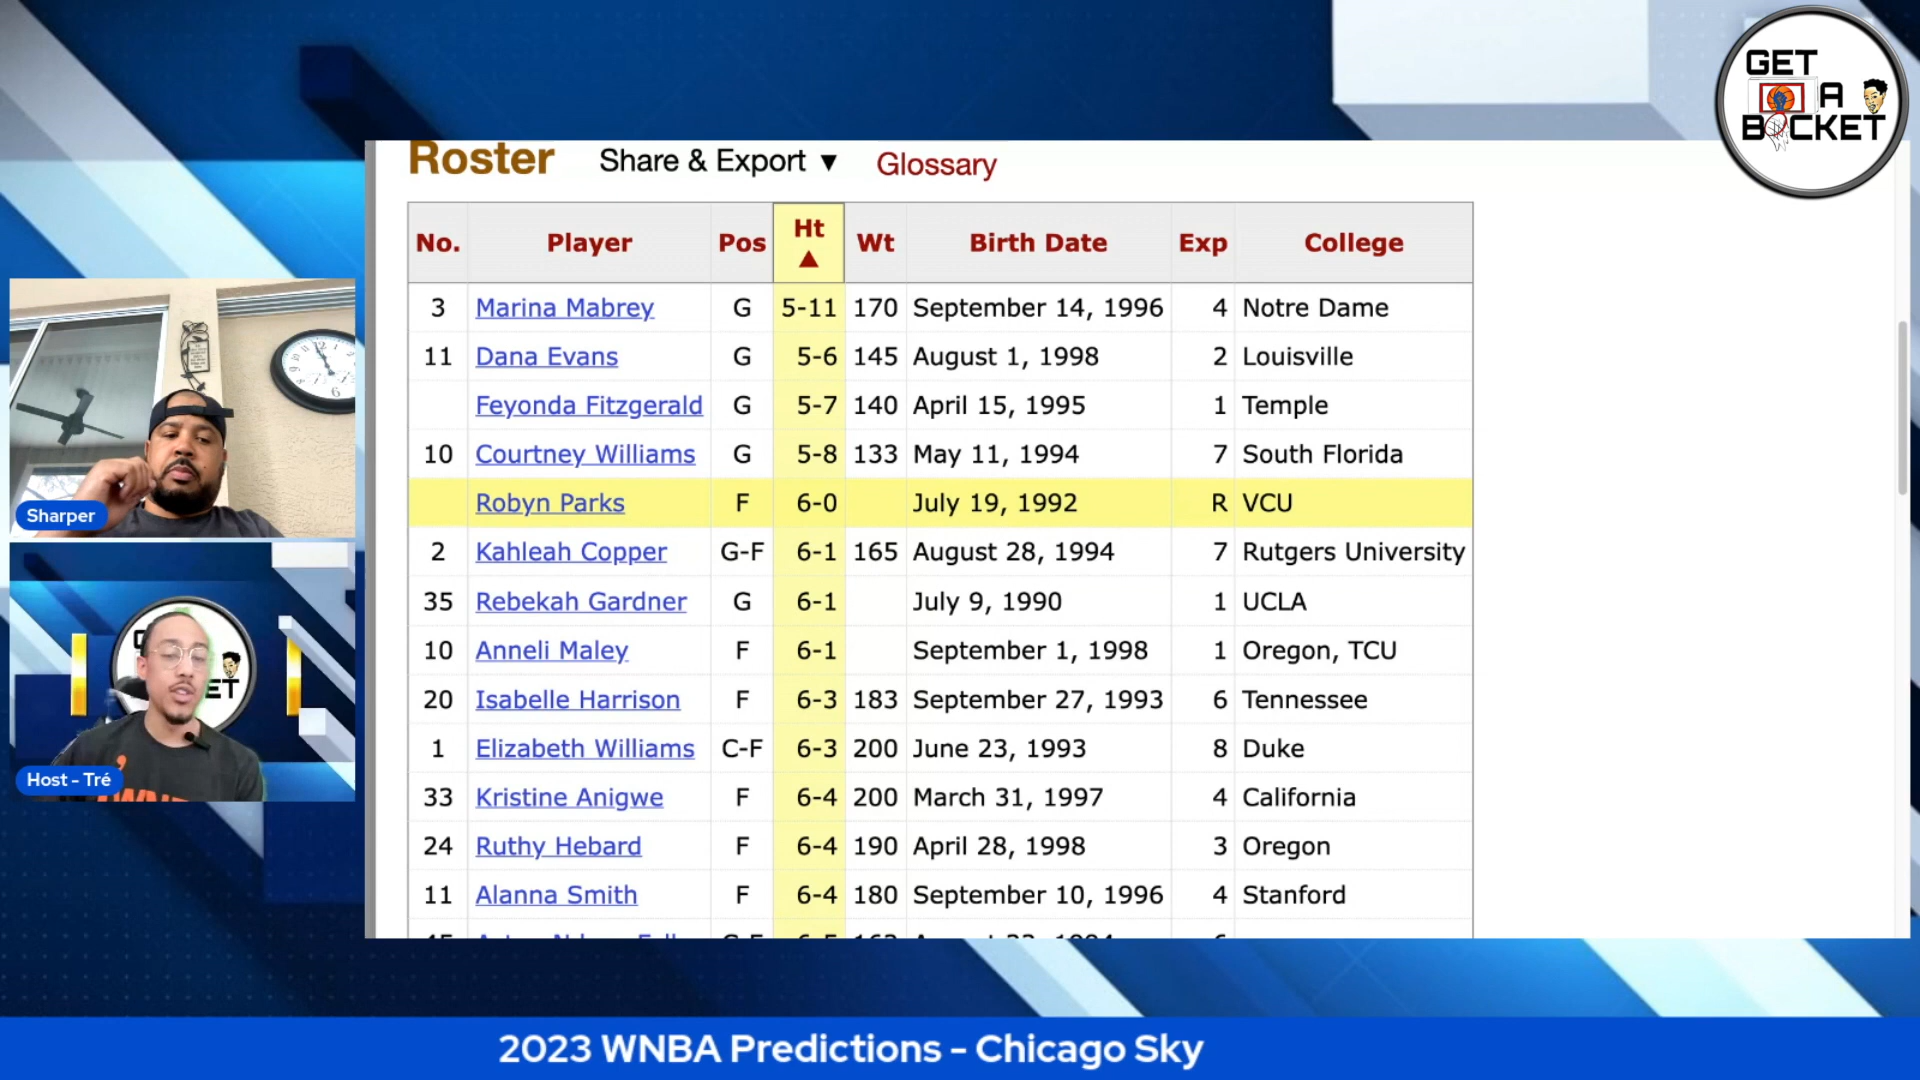 GET
A
BUCKET
Roster Share & Export ▼ Glossary
No. Player Pos Ht ▲ Wt Birth Date Exp College
3 Marina Mabrey G 5-11 170 September 14, 1996 4 Notre Dame
11 Dana Evans G 5-6 145 August 1, 1998 2 Louisville
Feyonda Fitzgerald G 5-7 140 April 15, 1995 1 Temple
10 Courtney Williams G 5-8 133 May 11, 1994 7 South Florida
Robyn Parks F 6-0 July 19, 1992 R VCU
2 Kahleah Copper G-F 6-1 165 August 28, 1994 7 Rutgers University
35 Rebekah Gardner G 6-1 July 9, 1990 1 UCLA
10 Anneli Maley F 6-1 September 1, 1998 1 Oregon, TCU
20 Isabelle Harrison F 6-3 183 September 27, 1993 6 Tennessee
1 Elizabeth Williams C-F 6-3 200 June 23, 1993 8 Duke
33 Kristine Anigwe F 6-4 200 March 31, 1997 4 California
24 Ruthy Hebard F 6-4 190 April 28, 1998 3 Oregon
11 Alanna Smith F 6-4 180 September 10, 1996 4 Stanford
Sharper
Host - Tré
2023 WNBA Predictions - Chicago Sky